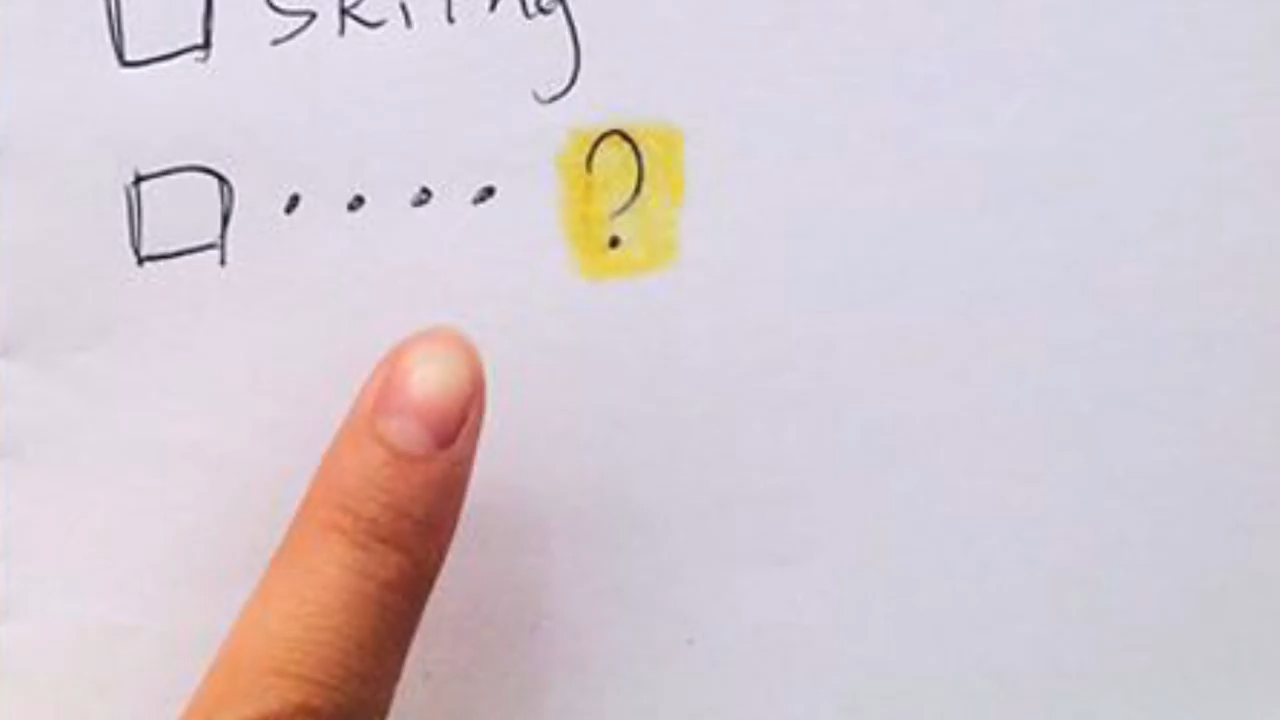 □ skiing
□ .... ?